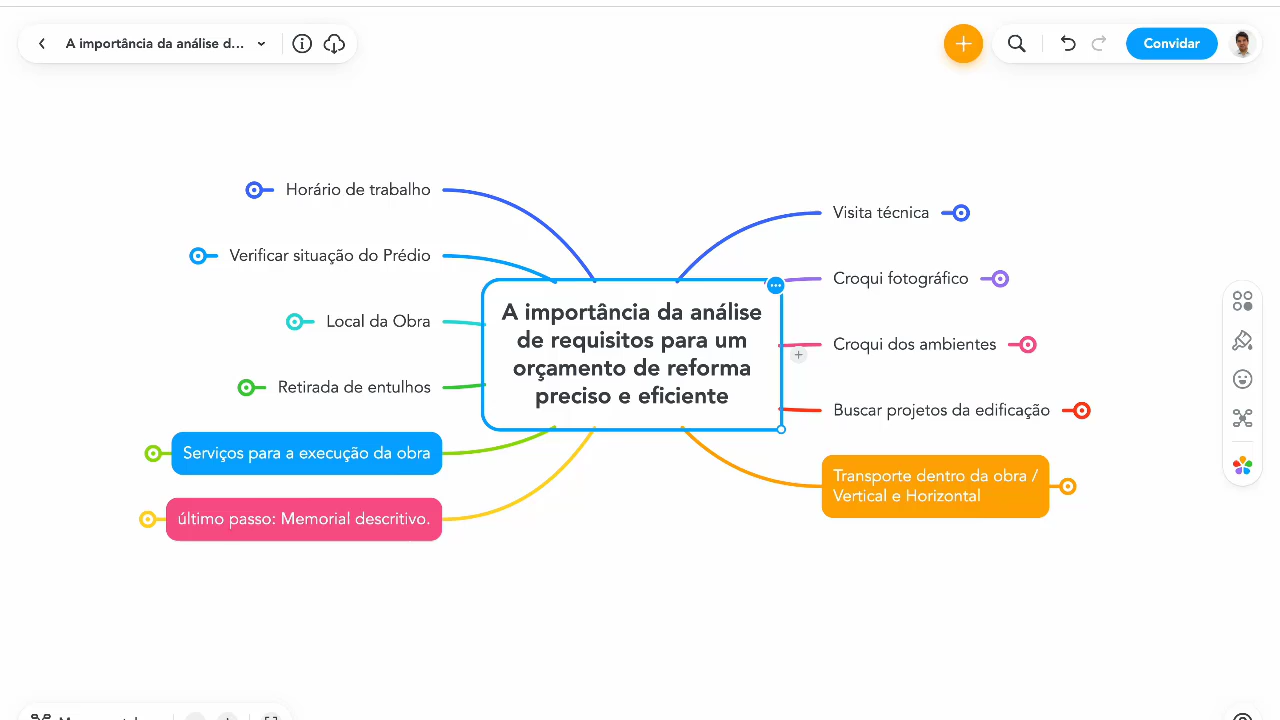 A importância da análise d...
Convidar
Horário de trabalho
Verificar situação do Prédio
Local da Obra
Retirada de entulhos
Serviços para a execução da obra
último passo: Memorial descritivo.
A importância da análise
de requisitos para um
orçamento de reforma
preciso e eficiente
Visita técnica
Croqui fotográfico
Croqui dos ambientes
Buscar projetos da edificação
Transporte dentro da obra /
Vertical e Horizontal